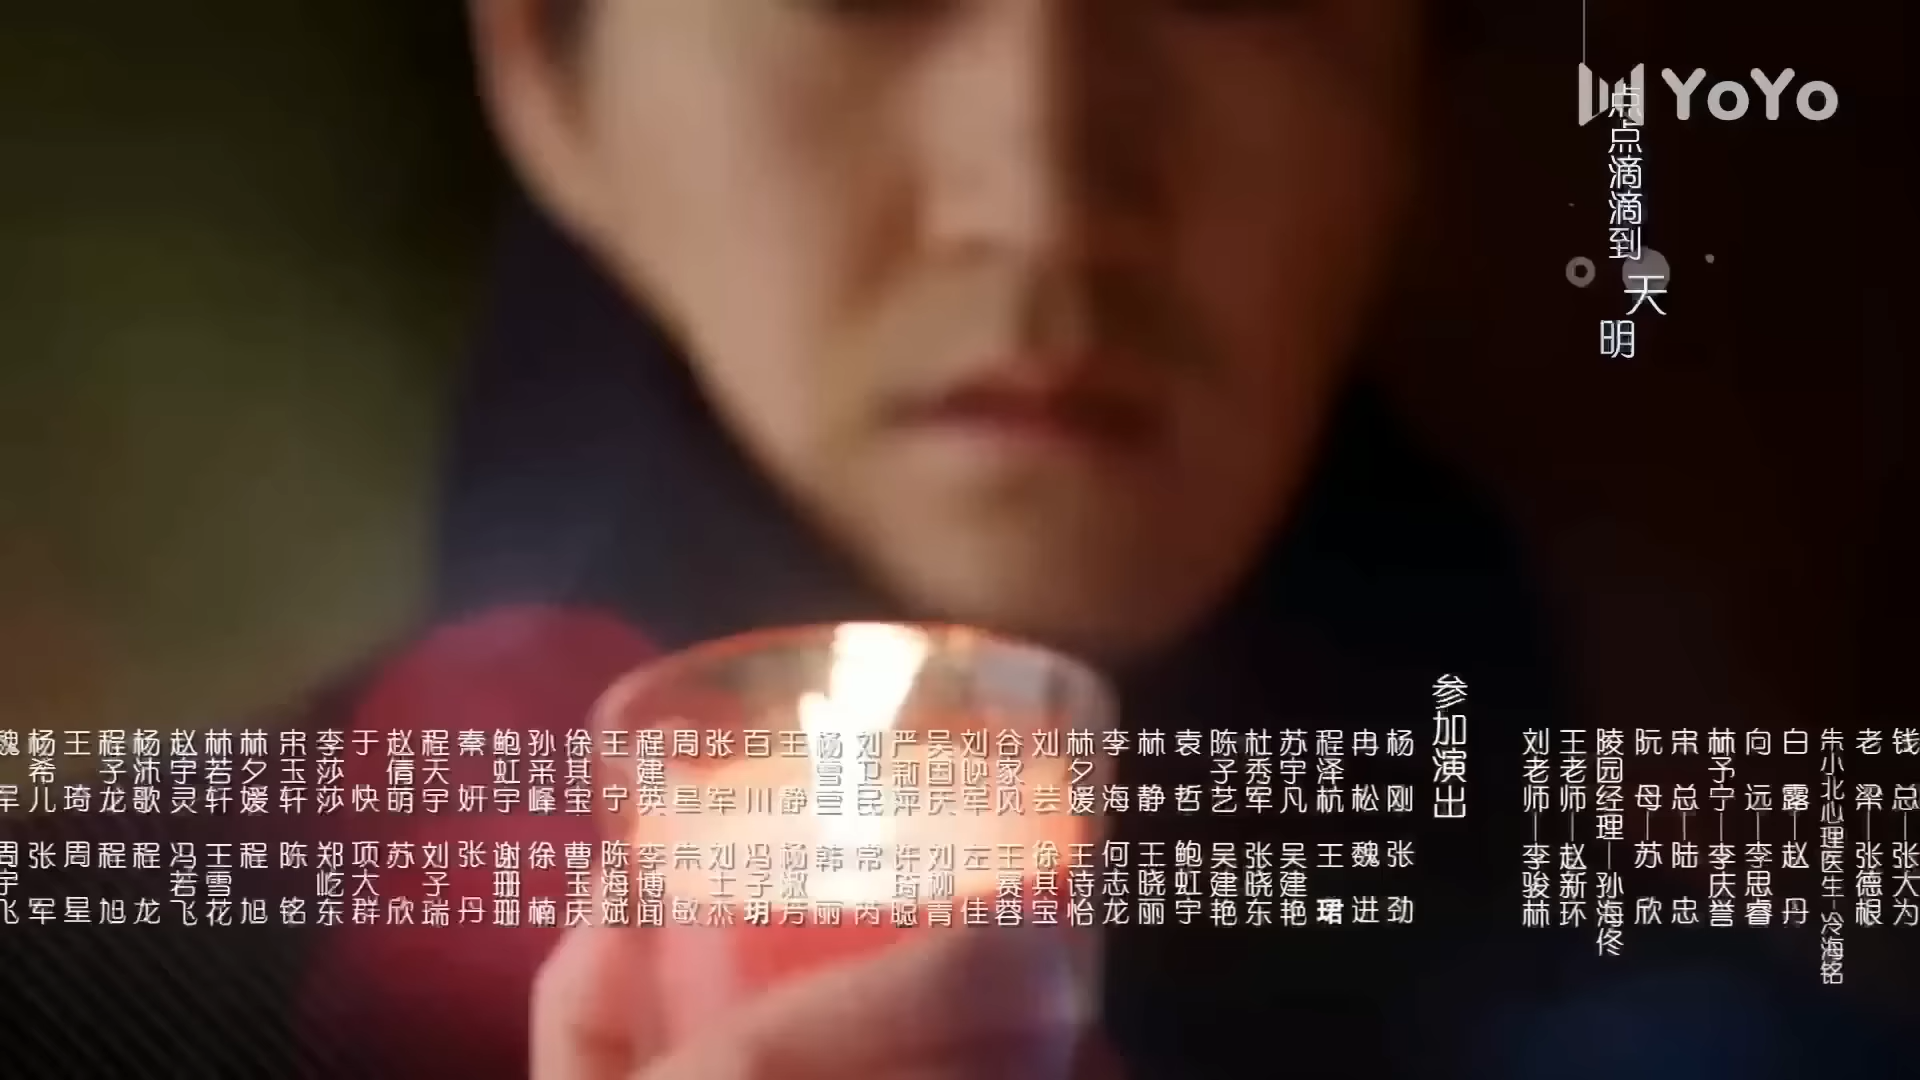 YoYo
点点滴滴到
天
明
钱总—张大为
老梁—张德根
朱小北心理医生—冷海铭
白露—赵丹
向远—李思睿
林予宁—李庆誉
宋总—陆忠
阮母—苏欣
陵园经理—孙海佟
王老师—赵新环
刘老师—李骏林
参加演出
杨刚 张劲
冉松 魏进
程泽杭 王珺
苏宇凡 吴建艳
杜秀军 张晓东
陈子艺 吴建艳
袁哲 鲍虹宇
林静 王晓丽
李海 何志龙
林夕媛 王诗怡
刘芸 徐其宝
谷家风 王赛蓉
刘映军 左佳
吴国庆 刘柳青
严莉萍 许琦聪
刘卫民 常芮
杨雪 韩丽
王静 杨淑芳
百川 冯子玥
张军 刘士杰
周星 敏
程建英 李博闻
王宁 陈海斌
徐其宝 曹玉庆
孙采峰 徐楠
鲍虹宇 谢珊珊
秦妍 张丹
程天宇 刘子瑞
赵倩萌 苏欣
于快 项大群
李莎莎 郑屹东
宋玉轩 陈铭
林夕媛 程旭
林若轩 王雪花
赵宇灵 冯若飞
杨沛歌 程龙
程子龙 程旭
王琦 周星
杨希儿 张军
魏军 周宇飞